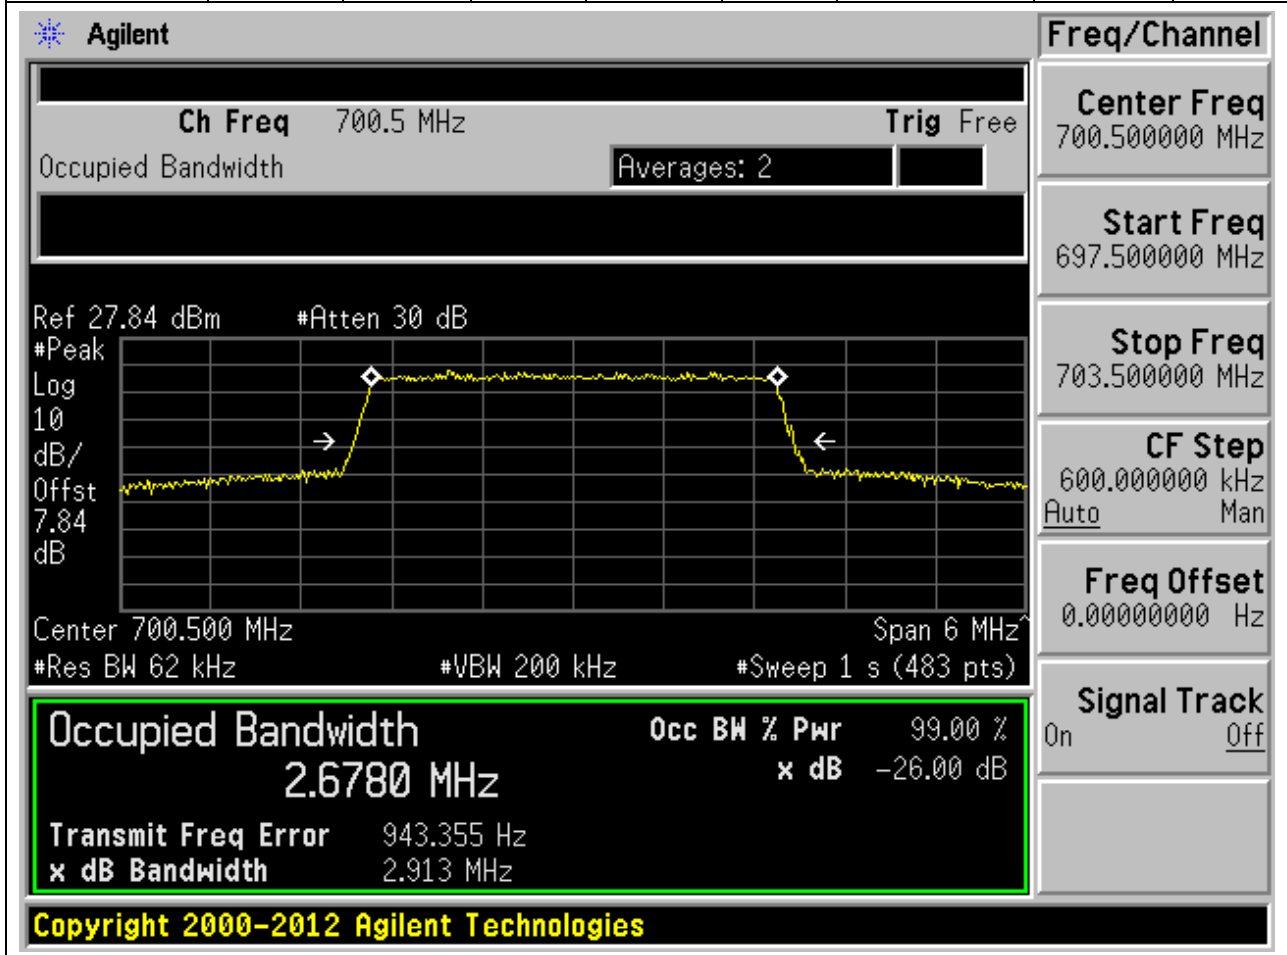 Agilent
Freq/Channel
Ch Freq 700.5 MHz Trig Free
Occupied Bandwidth Averages: 2
Ref 27.84 dBm #Atten 30 dB
#Peak
Log
10
dB/
Offst
7.84
dB
Center 700.500 MHz Span 6 MHz^
#Res BW 62 kHz #VBW 200 kHz #Sweep 1 s (483 pts)
Occupied Bandwidth Occ BW % Pwr 99.00 %
2.6780 MHz x dB -26.00 dB
Transmit Freq Error 943.355 Hz
x dB Bandwidth 2.913 MHz
Copyright 2000-2012 Agilent Technologies
Center Freq
700.500000 MHz
Start Freq
697.500000 MHz
Stop Freq
703.500000 MHz
CF Step
600.000000 kHz
Auto Man
Freq Offset
0.00000000 Hz
Signal Track
On Off